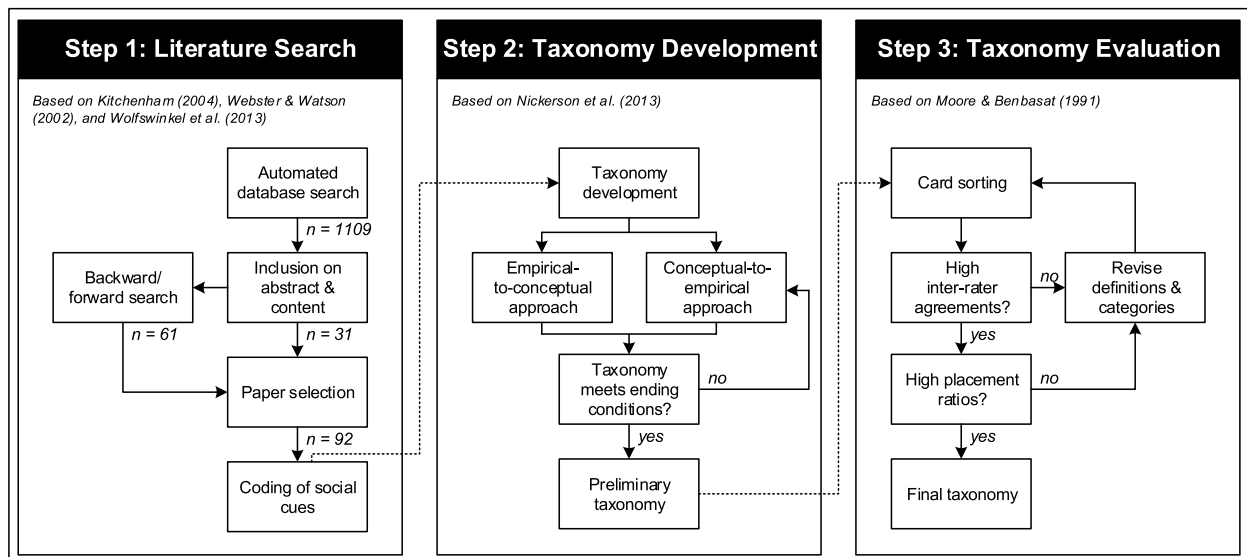 Step 1: Literature Search
Based on Kitchenham (2004), Webster & Watson
(2002), and Wolfswinkel et al. (2013)
Automated
database search
n = 1109
Backward/
forward search
Inclusion on
abstract &
content
n = 61
n = 31
Paper selection
n = 92
Coding of social
cues
Step 2: Taxonomy Development
Based on Nickerson et al. (2013)
Taxonomy
development
Empirical-
to-conceptual
approach
Conceptual-to-
empirical
approach
Taxonomy
meets ending
conditions?
no
yes
Preliminary
taxonomy
Step 3: Taxonomy Evaluation
Based on Moore & Benbasat (1991)
Card sorting
High
inter-rater
agreements?
no
Revise
definitions &
categories
yes
High placement
ratios?
no
yes
Final taxonomy